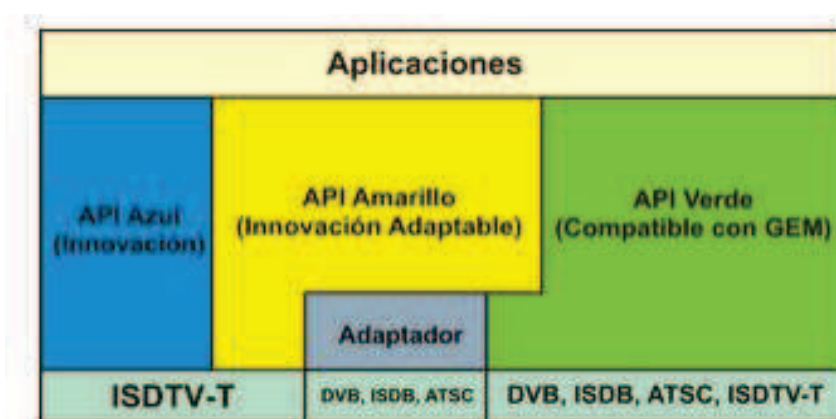 Aplicaciones
API Azul
(Innovación)
API Amarillo
(Innovación Adaptable)
API Verde
(Compatible con GEM)
Adaptador
ISDTV-T
DVB, ISDB, ATSC
DVB, ISDB, ATSC, ISDTV-T